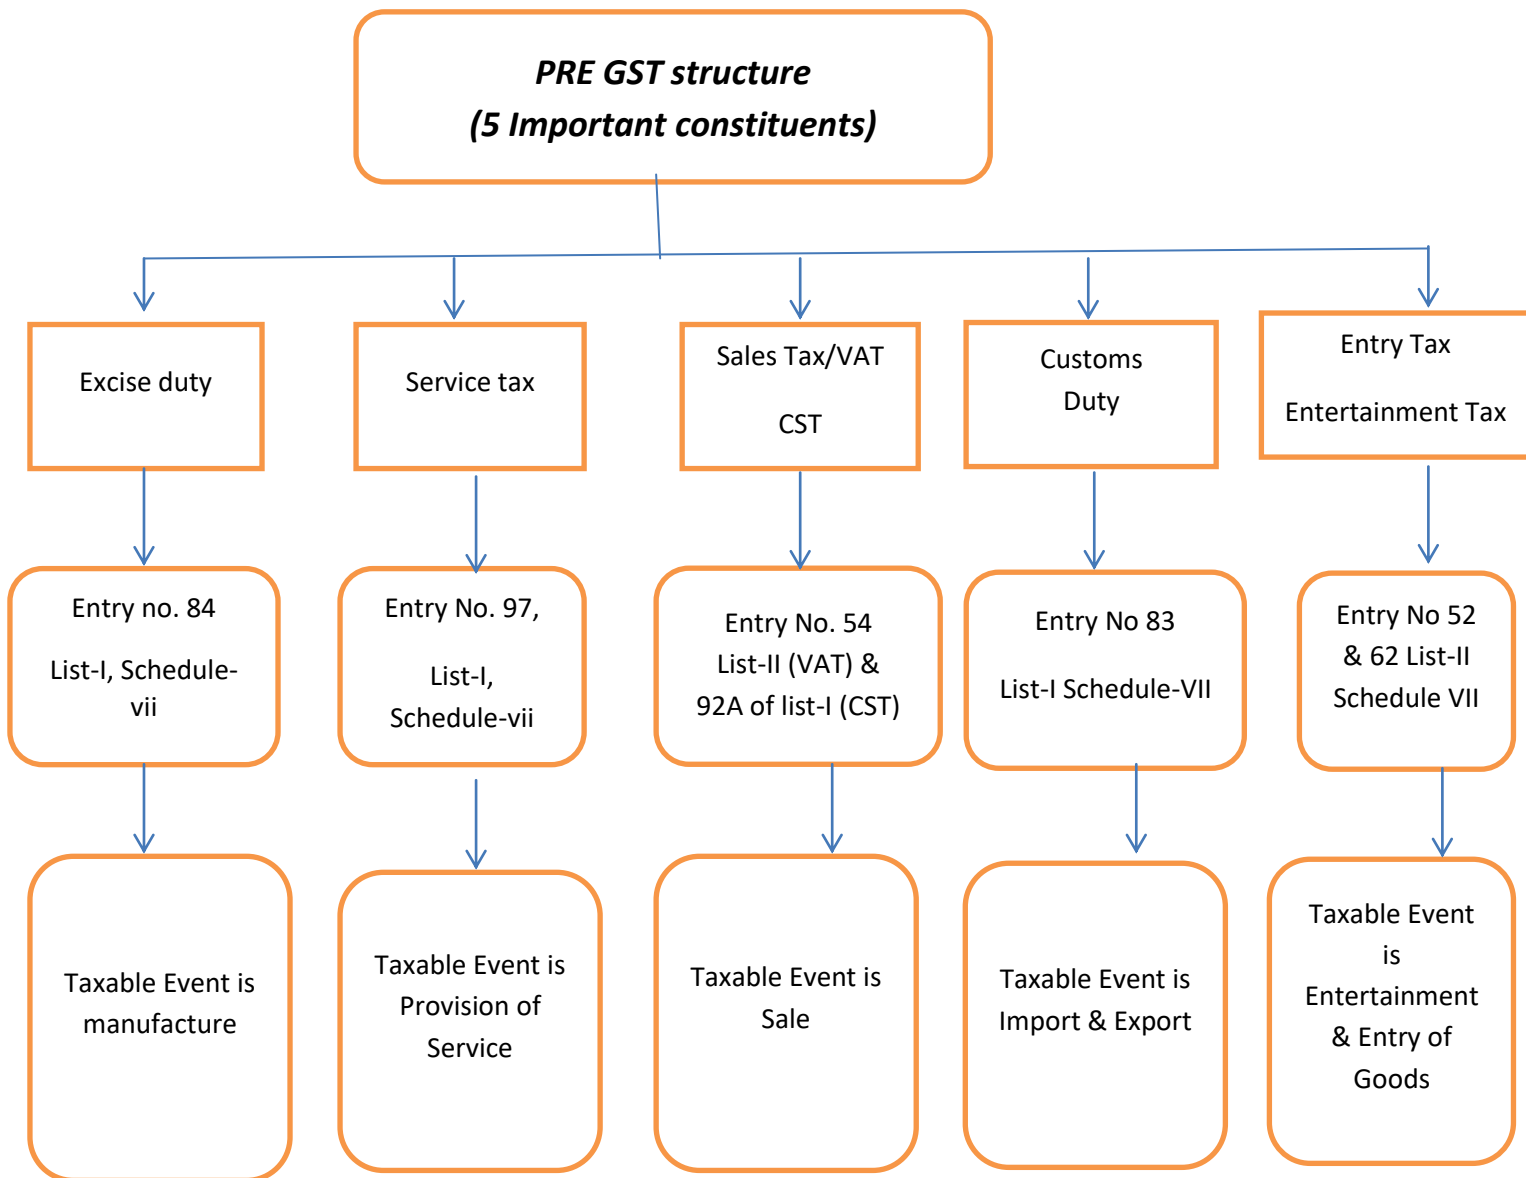 PRE GST structure
(5 Important constituents)
Excise duty
Service tax
Sales Tax/VAT
CST
Customs
Duty
Entry Tax
Entertainment Tax
Entry no. 84
List-I, Schedule-
vii
Entry No. 97,
List-I,
Schedule-vii
Entry No. 54
List-II (VAT) &
92A of list-I (CST)
Entry No 83
List-I Schedule-VII
Entry No 52
& 62 List-II
Schedule VII
Taxable Event is
manufacture
Taxable Event is
Provision of
Service
Taxable Event is
Sale
Taxable Event is
Import & Export
Taxable Event
is
Entertainment
& Entry of
Goods